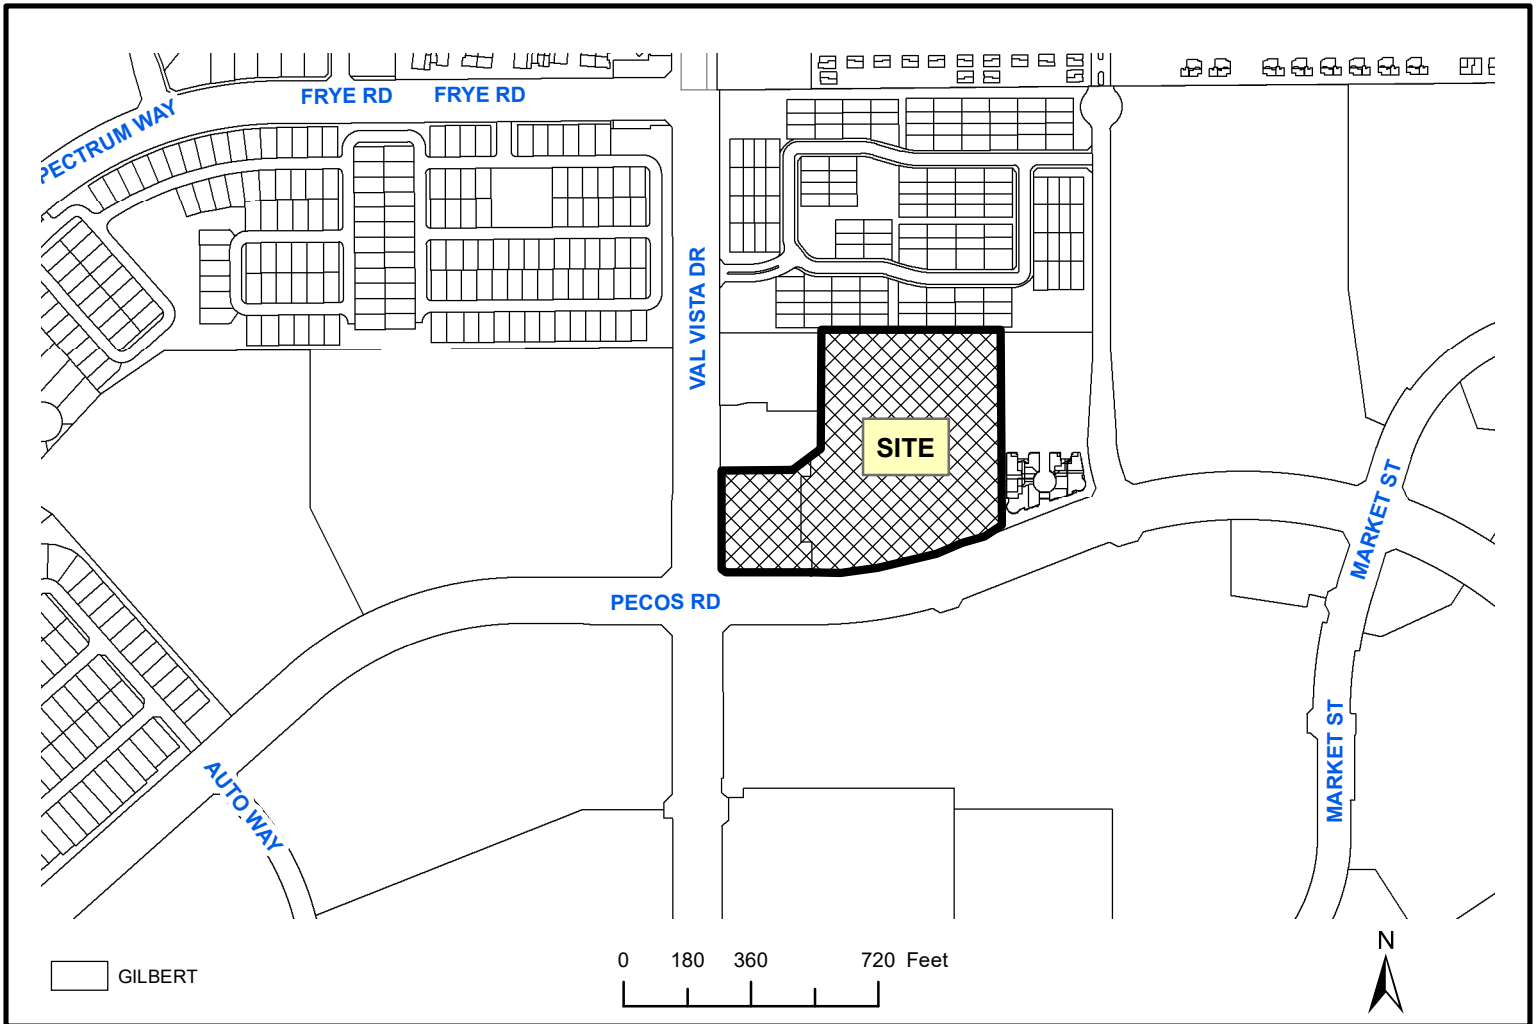 FRYE RD FRYE RD
PECTRUM WAY
VAL VISTA DR
SITE
MARKET ST
PECOS RD
MARKET ST
AUTO WAY
N
0 180 360 720 Feet
GILBERT